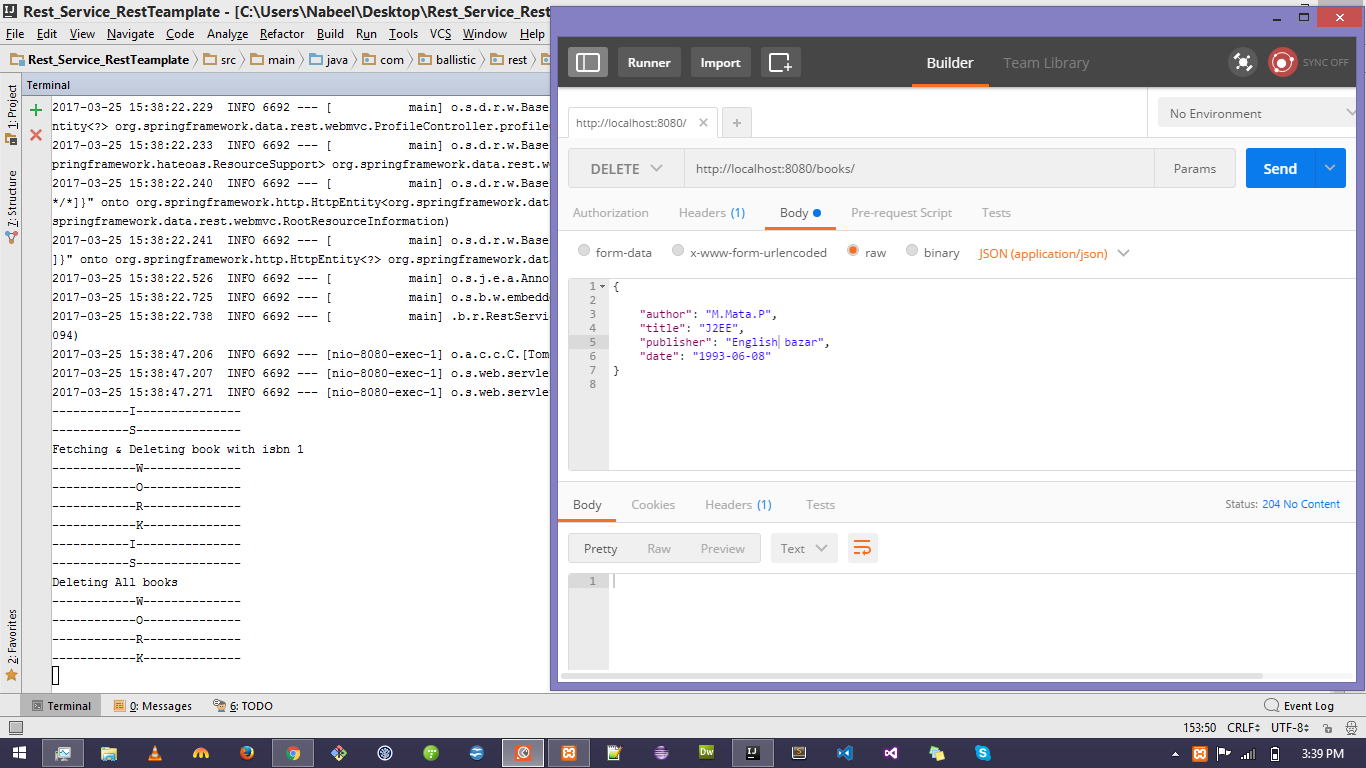 Rest_Service_RestTeamplate - [C:\Users\Nabeel\Desktop\Rest_Service_Rest
File Edit View Navigate Code Analyze Refactor Build Run Tools VCS Window Help
Rest_Service_RestTeamplate src main java com ballistic rest
Terminal
1: Project
7: Structure
2: Favorites
2017-03-25 15:38:22.229  INFO 6692 --- [           main] o.s.d.r.w.Base
ntity<?> org.springframework.data.rest.webmvc.ProfileController.profile
2017-03-25 15:38:22.233  INFO 6692 --- [           main] o.s.d.r.w.Base
pringframework.hateoas.ResourceSupport> org.springframework.data.rest.w
2017-03-25 15:38:22.240  INFO 6692 --- [           main] o.s.d.r.w.Base
*/*]}" onto org.springframework.http.HttpEntity<org.springframework.dat
springframework.data.rest.webmvc.RootResourceInformation)
2017-03-25 15:38:22.241  INFO 6692 --- [           main] o.s.d.r.w.Base
]}" onto org.springframework.http.HttpEntity<?> org.springframework.dat
2017-03-25 15:38:22.526  INFO 6692 --- [           main] o.s.j.e.a.Anno
2017-03-25 15:38:22.725  INFO 6692 --- [           main] o.s.b.w.embedd
2017-03-25 15:38:22.738  INFO 6692 --- [           main] .b.r.RestServic
094)
2017-03-25 15:38:47.206  INFO 6692 --- [nio-8080-exec-1] o.a.c.c.C.[Tom
2017-03-25 15:38:47.207  INFO 6692 --- [nio-8080-exec-1] o.s.web.servle
2017-03-25 15:38:47.271  INFO 6692 --- [nio-8080-exec-1] o.s.web.servle
-----------I---------------
------------S--------------
Fetching & Deleting book with isbn 1
------------W--------------
------------O--------------
------------R--------------
------------K--------------
------------I--------------
------------S--------------
Deleting All books
------------W--------------
------------O--------------
------------R--------------
------------K--------------
Runner Import Builder Team Library SYNC OFF
http://localhost:8080/ No Environment
DELETE http://localhost:8080/books/ Params Send
Authorization Headers (1) Body Pre-request Script Tests
form-data x-www-form-urlencoded raw binary JSON (application/json)
1 {
2
3 "author": "M.Mata.P",
4 "title": "J2EE",
5 "publisher": "English bazar",
6 "date": "1993-06-08"
7 }
8
Body Cookies Headers (1) Tests Status: 204 No Content
Pretty Raw Preview Text
1
Terminal 0: Messages 6: TODO Event Log
153:50 CRLF UTF-8
3:39 PM